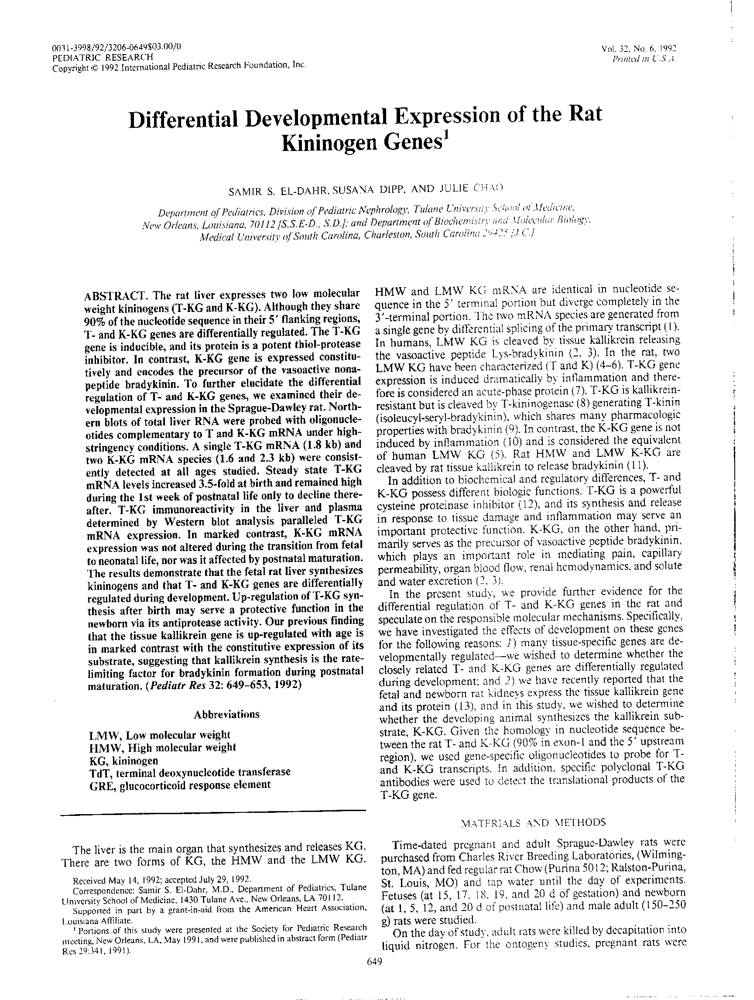 0031-3998/92/3206-0649$03.00/0
PEDIATRIC RESEARCH
Copyright © 1992 International Pediatric Research Foundation, Inc.
Vol. 32, No. 6, 1992
Printed in U.S.A.
Differential Developmental Expression of the Rat
Kininogen Genes¹
SAMIR S. EL-DAHR, SUSANA DIPP, AND JULIE CHAO
Department of Pediatrics, Division of Pediatric Nephrology, Tulane University School of Medicine,
New Orleans, Louisiana, 70112 [S.S.E-D., S.D.]; and Department of Biochemistry and Molecular Biology,
Medical University of South Carolina, Charleston, South Carolina 29425 [J.C.]
ABSTRACT. The rat liver expresses two low molecular
weight kininogens (T-KG and K-KG). Although they share
90% of the nucleotide sequence in their 5′ flanking regions,
T- and K-KG genes are differentially regulated. The T-KG
gene is inducible, and its protein is a potent thiol-protease
inhibitor. In contrast, K-KG gene is expressed constitu-
tively and encodes the precursor of the vasoactive nona-
peptide bradykinin. To further elucidate the differential
regulation of T- and K-KG genes, we examined their de-
velopmental expression in the Sprague-Dawley rat. North-
ern blots of total liver RNA were probed with oligonucle-
otides complementary to T and K-KG mRNA under high-
stringency conditions. A single T-KG mRNA (1.8 kb) and
two K-KG mRNA species (1.6 and 2.3 kb) were consist-
ently detected at all ages studied. Steady state T-KG
mRNA levels increased 3.5-fold at birth and remained high
during the 1st week of postnatal life only to decline there-
after. T-KG immunoreactivity in the liver and plasma
determined by Western blot analysis paralleled T-KG
mRNA expression. In marked contrast, K-KG mRNA
expression was not altered during the transition from fetal
to neonatal life, nor was it affected by postnatal maturation.
The results demonstrate that the fetal rat liver synthesizes
kininogens and that T- and K-KG genes are differentially
regulated during development. Up-regulation of T-KG syn-
thesis after birth may serve a protective function in the
newborn via its antiprotease activity. Our previous finding
that the tissue kallikrein gene is up-regulated with age is
in marked contrast with the constitutive expression of its
substrate, suggesting that kallikrein synthesis is the rate-
limiting factor for bradykinin formation during postnatal
maturation. (Pediatr Res 32: 649–653, 1992)
Abbreviations
LMW, Low molecular weight
HMW, High molecular weight
KG, kininogen
TdT, terminal deoxynucleotide transferase
GRE, glucocorticoid response element
The liver is the main organ that synthesizes and releases KG.
There are two forms of KG, the HMW and the LMW KG.
Received May 14, 1992; accepted July 29, 1992.
Correspondence: Samir S. El-Dahr, M.D., Department of Pediatrics, Tulane
University School of Medicine, 1430 Tulane Ave., New Orleans, LA 70112.
Supported in part by a grant-in-aid from the American Heart Association,
Louisiana Affiliate.
¹ Portions of this study were presented at the Society for Pediatric Research
meeting, New Orleans, LA, May 1991, and were published in abstract form (Pediatr
Res 29:341, 1991).
HMW and LMW KG mRNA are identical in nucleotide se-
quence in the 5′ terminal portion but diverge completely in the
3′-terminal portion. The two mRNA species are generated from
a single gene by differential splicing of the primary transcript (1).
In humans, LMW KG is cleaved by tissue kallikrein releasing
the vasoactive peptide Lys-bradykinin (2, 3). In the rat, two
LMW KG have been characterized (T and K) (4–6). T-KG gene
expression is induced dramatically by inflammation and there-
fore is considered an acute-phase protein (7). T-KG is kallikrein-
resistant but is cleaved by T-kininogenase (8) generating T-kinin
(isoleucyl-seryl-bradykinin), which shares many pharmacologic
properties with bradykinin (9). In contrast, the K-KG gene is not
induced by inflammation (10) and is considered the equivalent
of human LMW KG (5). Rat HMW and LMW K-KG are
cleaved by rat tissue kallikrein to release bradykinin (11).
In addition to biochemical and regulatory differences, T- and
K-KG possess different biologic functions. T-KG is a powerful
cysteine proteinase inhibitor (12), and its synthesis and release
in response to tissue damage and inflammation may serve an
important protective function. K-KG, on the other hand, pri-
marily serves as the precursor of vasoactive peptide bradykinin,
which plays an important role in mediating pain, capillary
permeability, organ blood flow, renal hemodynamics, and solute
and water excretion (2, 3).
In the present study, we provide further evidence for the
differential regulation of T- and K-KG genes in the rat and
speculate on the responsible molecular mechanisms. Specifically,
we have investigated the effects of development on these genes
for the following reasons: 1) many tissue-specific genes are de-
velopmentally regulated—we wished to determine whether the
closely related T- and K-KG genes are differentially regulated
during development; and 2) we have recently reported that the
fetal and newborn rat kidneys express the tissue kallikrein gene
and its protein (13), and in this study, we wished to determine
whether the developing animal synthesizes the kallikrein sub-
strate, K-KG. Given the homology in nucleotide sequence be-
tween the rat T- and K-KG (90% in exon-1 and the 5′ upstream
region), we used gene-specific oligonucleotides to probe for T-
and K-KG transcripts. In addition, specific polyclonal T-KG
antibodies were used to detect the translational products of the
T-KG gene.
MATERIALS AND METHODS
Time-dated pregnant and adult Sprague-Dawley rats were
purchased from Charles River Breeding Laboratories, (Wilming-
ton, MA) and fed regular rat Chow (Purina 5012; Ralston-Purina,
St. Louis, MO) and tap water until the day of experiments.
Fetuses (at 15, 17, 18, 19, and 20 d of gestation) and newborn
(at 1, 5, 12, and 20 d of postnatal life) and male adult (150–250
g) rats were studied.
On the day of study, adult rats were killed by decapitation into
liquid nitrogen. For the ontogeny studies, pregnant rats were
649